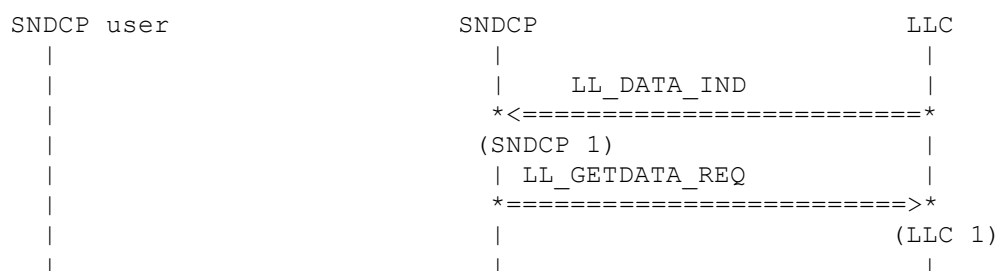 SNDCP user                  SNDCP                       LLC
  |                           |                          |
  |                           |    LL_DATA_IND           |
  |                           *<=========================*
  |                         (SNDCP 1)                    |
  |                           | LL_GETDATA_REQ           |
  |                           *=========================>*
  |                           |                        (LLC 1)
  |                           |                          |